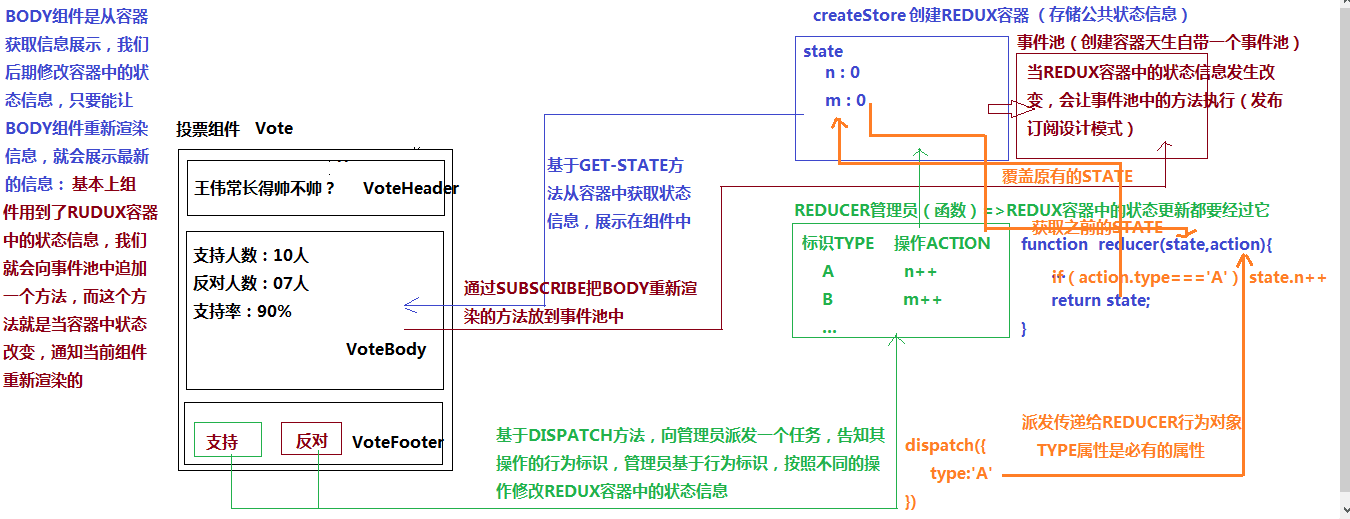 BODY组件是从容器
获取信息展示，我们
后期修改容器中的状
态信息，只要能让
BODY组件重新渲染
信息，就会展示最新
的信息：基本上组
件用到了RUDUX容器
中的状态信息，我们
就会向事件池中追加
一个方法，而这个方
法就是当容器中状态
改变，通知当前组件
重新渲染的
投票组件 Vote
王伟常长得帅不帅？ VoteHeader
支持人数：10人
反对人数：07人
支持率：90%
VoteBody
支持
反对
VoteFooter
基于GET-STATE方
法从容器中获取状态
信息，展示在组件中
通过SUBSCRIBE把BODY重新渲
染的方法放到事件池中
基于DISPATCH方法，向管理员派发一个任务，告知其
操作的行为标识，管理员基于行为标识，按照不同的操
作修改REDUX容器中的状态信息
createStore 创建REDUX容器（存储公共状态信息）
state
n：0
m：0
事件池（创建容器天生自带一个事件池）
当REDUX容器中的状态信息发生改
变，会让事件池中的方法执行（发布
订阅设计模式）
覆盖原有的STATE
REDUCER管理员（函数）=>REDUX容器中的状态更新都要经过它
获取之前的STATE
标识TYPE 操作ACTION
A n++
B m++
...
function reducer(state,action){
...
if（action.type==='A'） state.n++
return state;
}
dispatch({
type:'A'
})
派发传递给REDUCER行为对象
TYPE属性是必有的属性